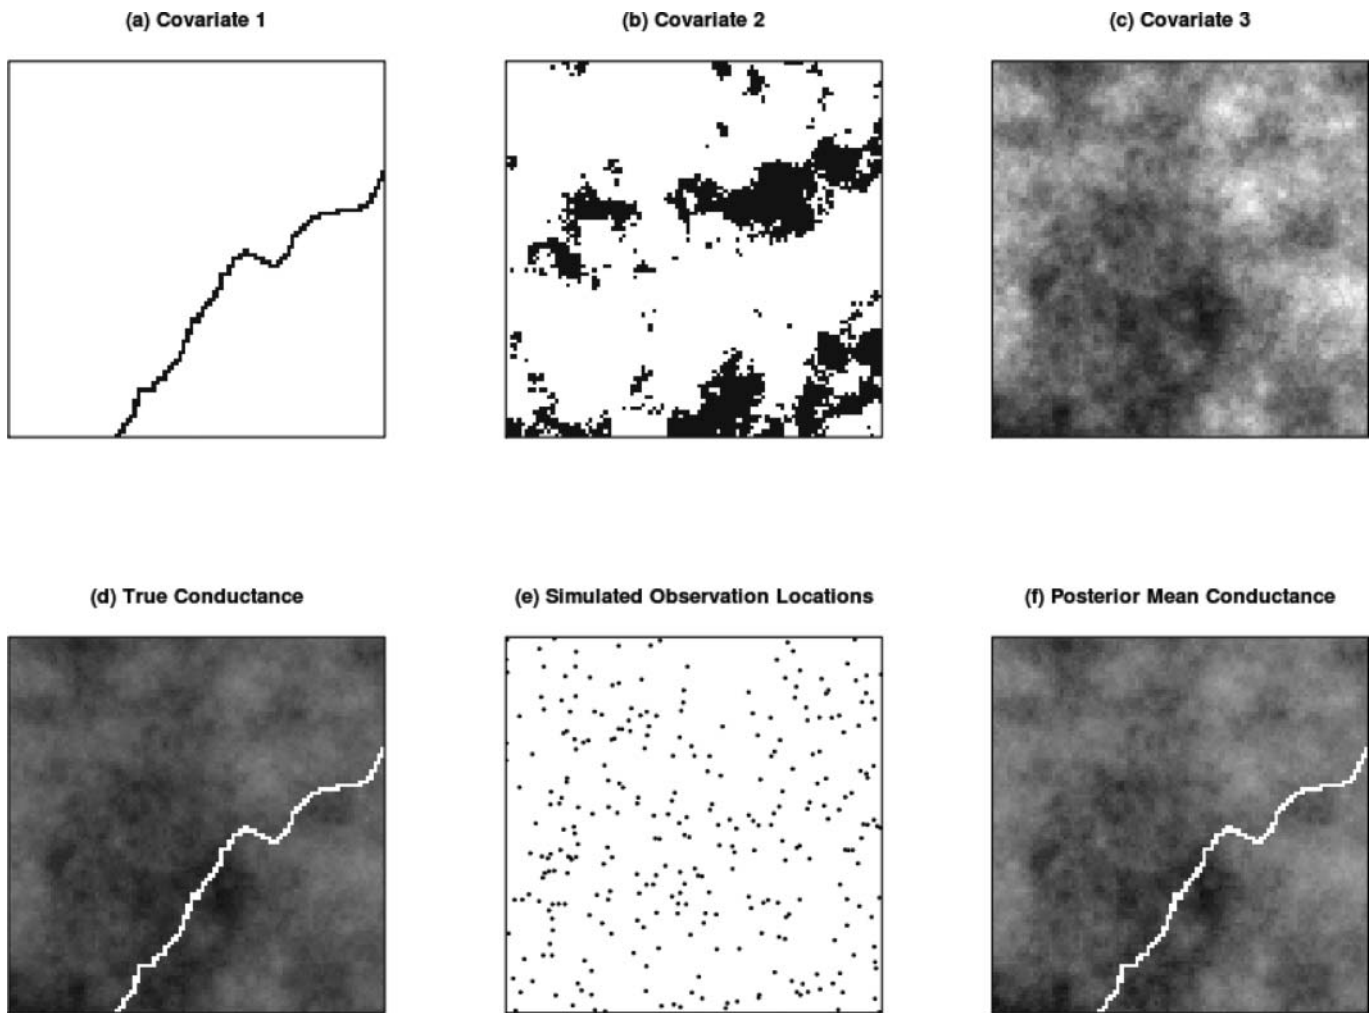 (a) Covariate 1
(b) Covariate 2
(c) Covariate 3
(d) True Conductance
(e) Simulated Observation Locations
(f) Posterior Mean Conductance